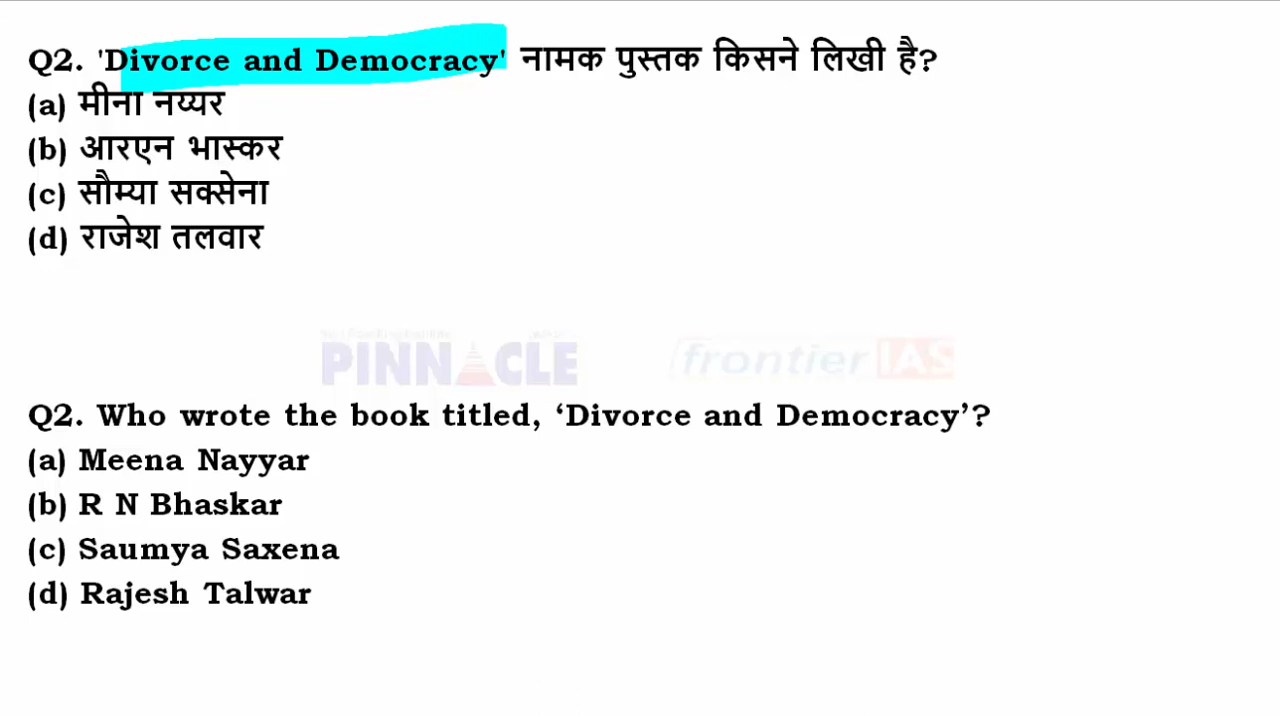 Q2. 'Divorce and Democracy' नामक पुस्तक किसने लिखी है?
(a) मीना नय्यर
(b) आरएन भास्कर
(c) सौम्या सक्सेना
(d) राजेश तलवार
PINNACLE frontier IAS
Q2. Who wrote the book titled, ‘Divorce and Democracy’?
(a) Meena Nayyar
(b) R N Bhaskar
(c) Saumya Saxena
(d) Rajesh Talwar